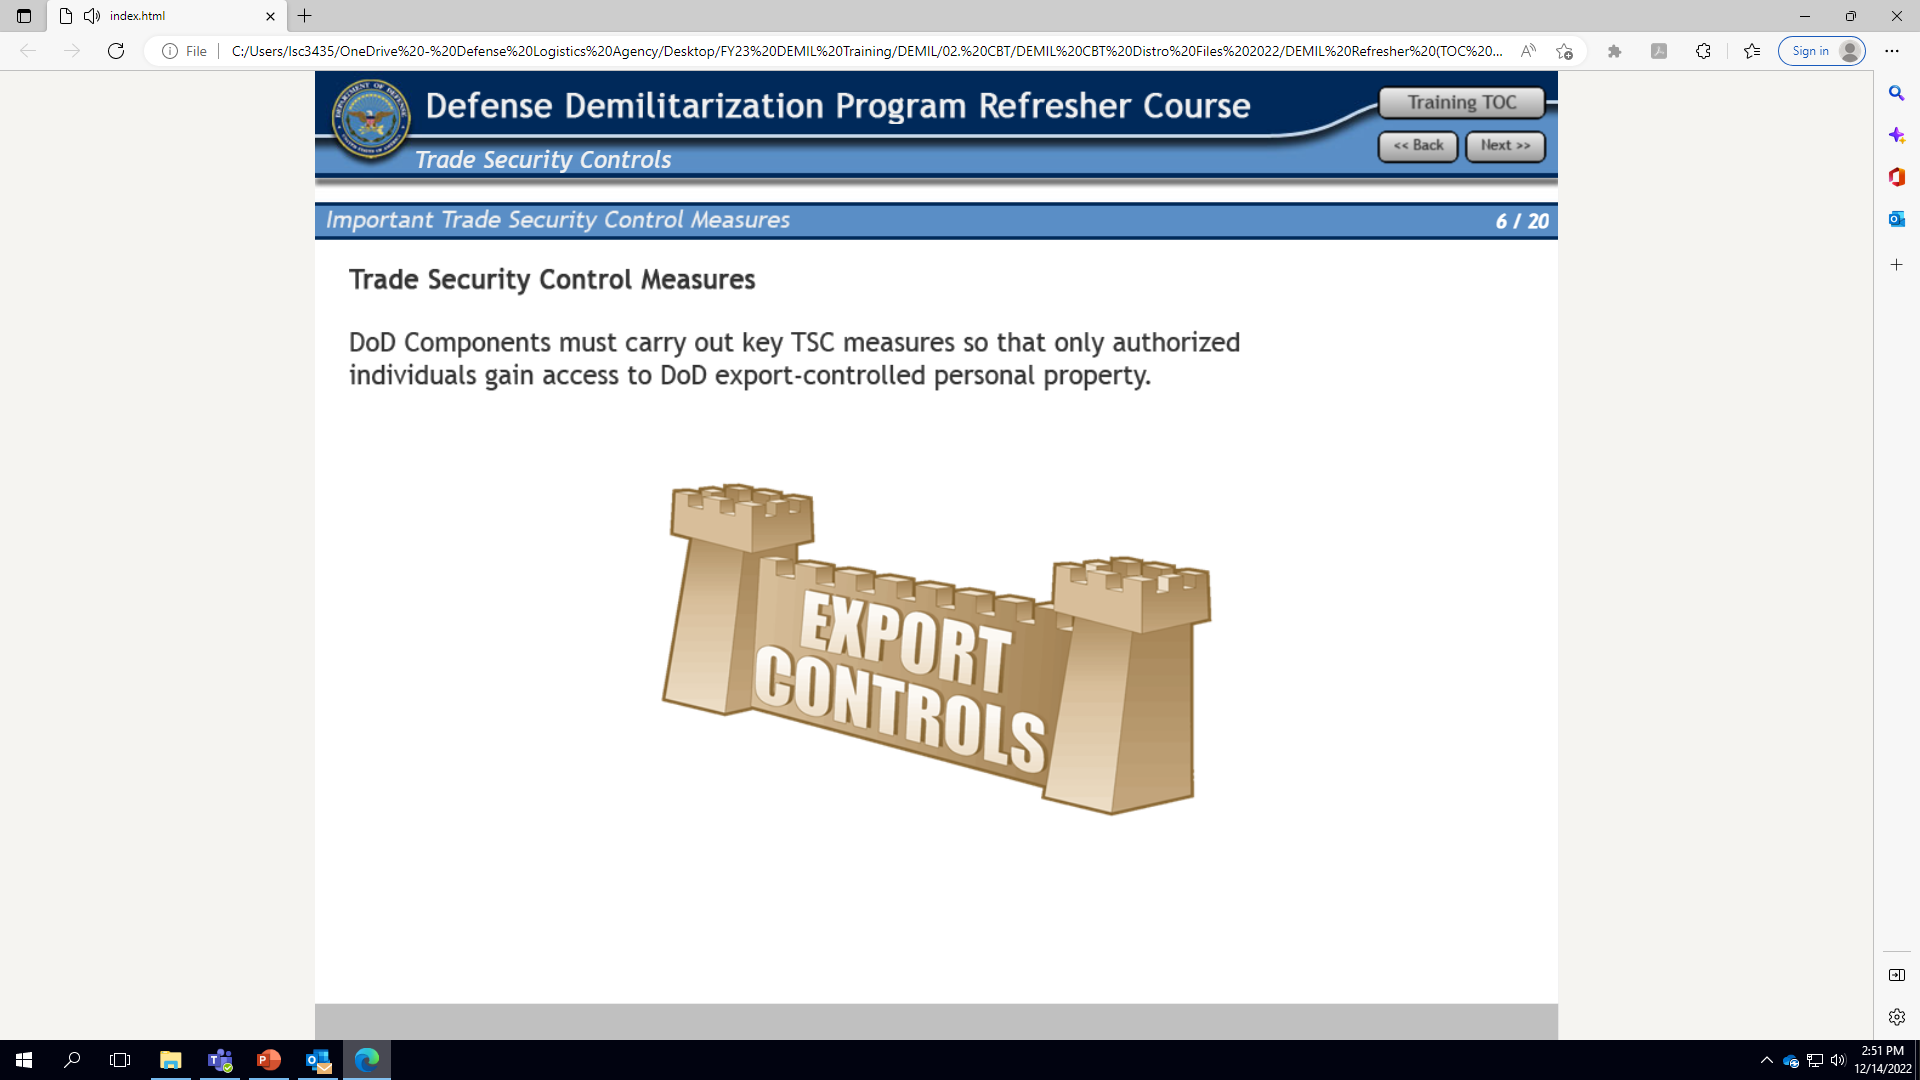 index.html
File
C:/Users/lsc3435/OneDrive%20-%20Defense%20Logistics%20Agency/Desktop/FY23%20DEMIL%20Training/DEMIL/02.%20CBT/DEMIL%20CBT%20Distro%20Files%202022/DEMIL%20Refresher%20(TOC%20...
Sign in
Defense Demilitarization Program Refresher Course
Training TOC
<< Back
Next >>
Trade Security Controls
Important Trade Security Control Measures
6 / 20
Trade Security Control Measures
DoD Components must carry out key TSC measures so that only authorized
individuals gain access to DoD export-controlled personal property.
EXPORT
CONTROLS
2:51 PM
12/14/2022